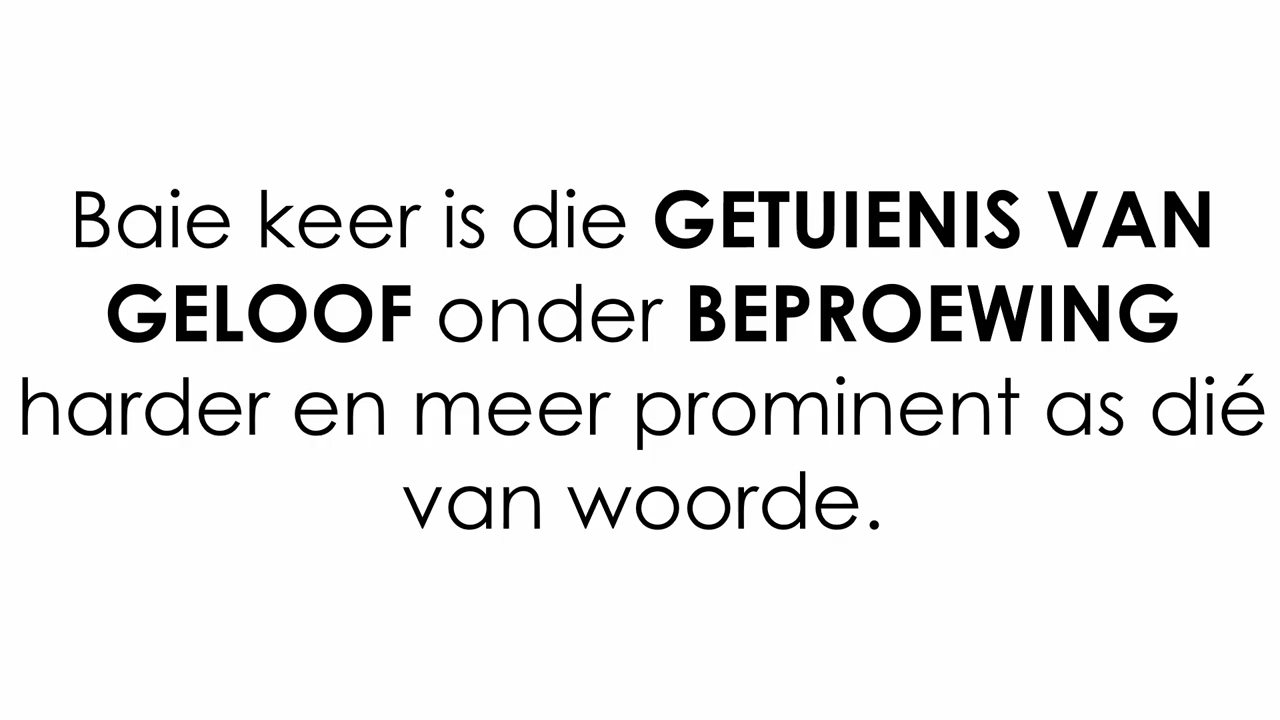 Baie keer is die GETUIENIS VAN
GELOOF onder BEPROEWING
harder en meer prominent as dié
van woorde.